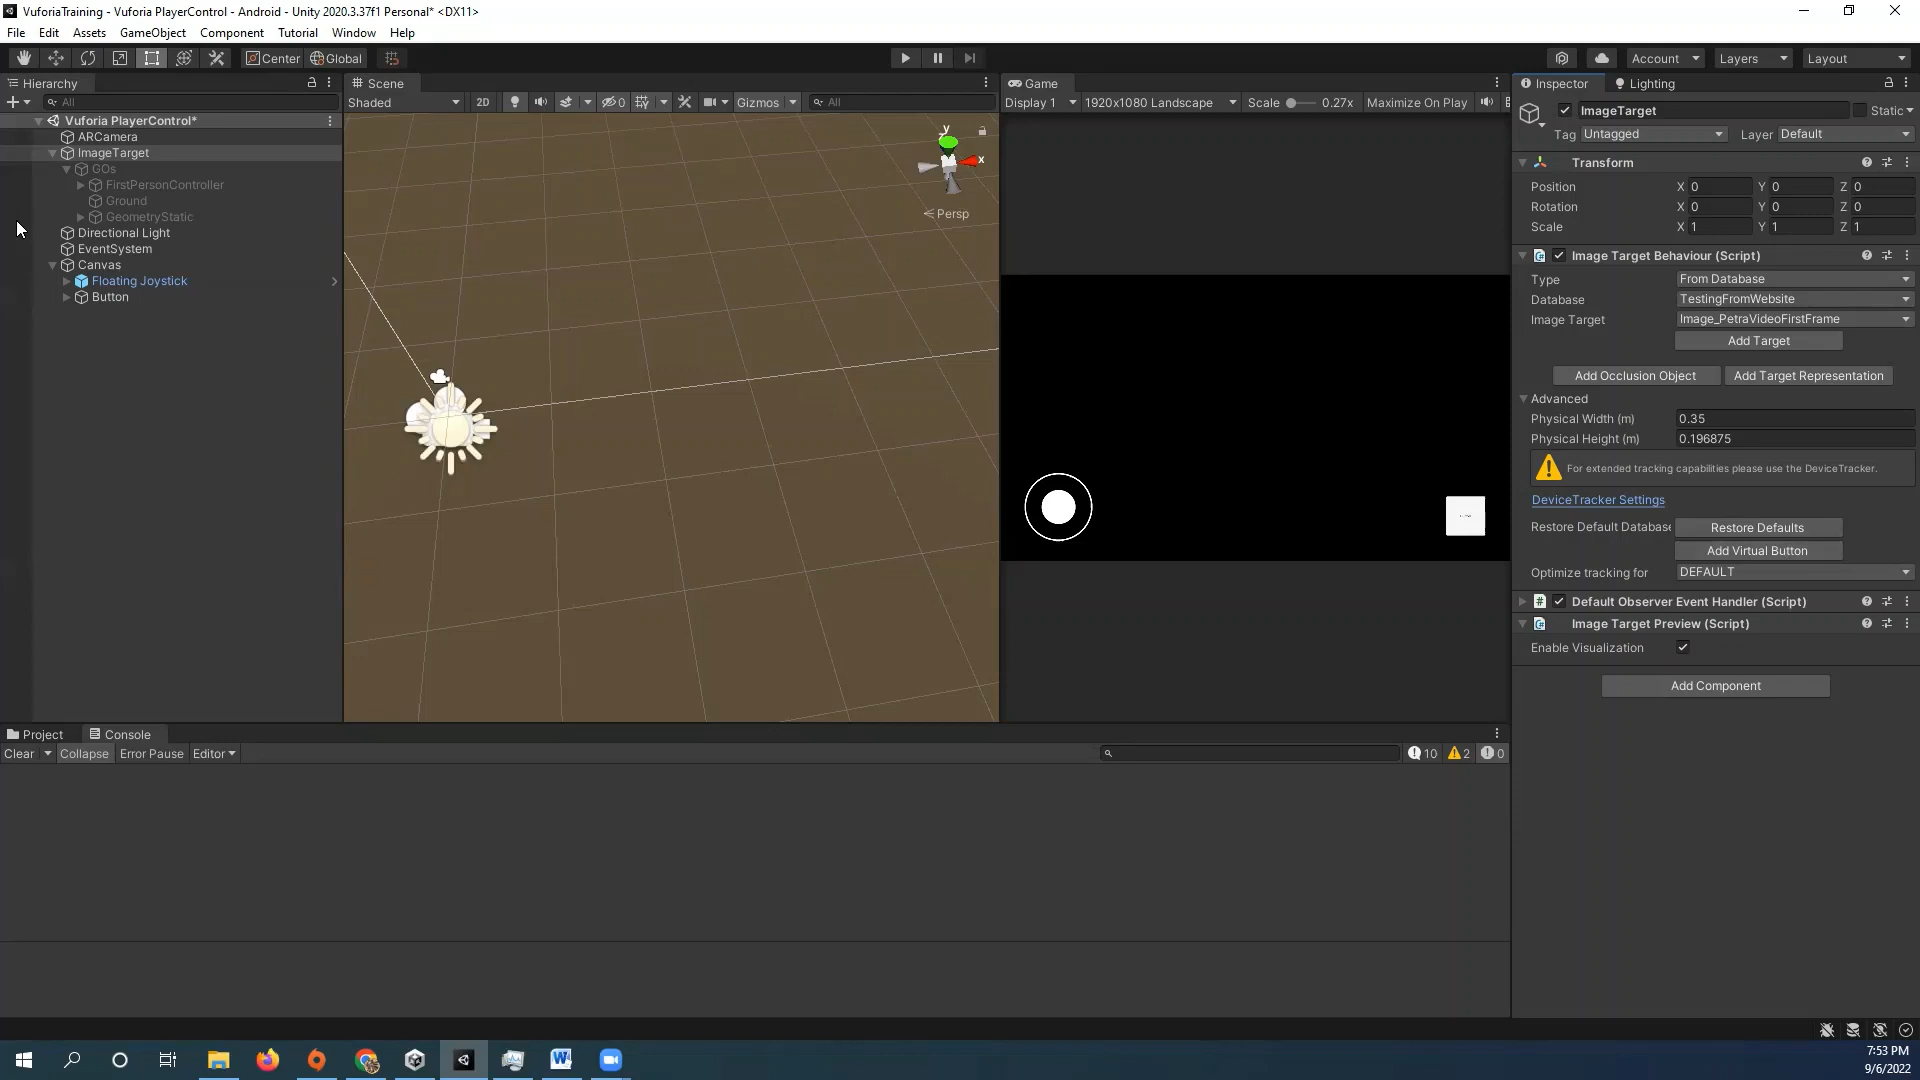 VuforiaTraining - Vuforia PlayerControl - Android - Unity 2020.3.37f1 Personal* <DX11>
File Edit Assets GameObject Component Tutorial Window Help
Center Global Account Layers Layout
Hierarchy
All
Vuforia PlayerControl*
ARCamera
ImageTarget
GOs
FirstPersonController
Ground
GeometryStatic
Directional Light
EventSystem
Canvas
Floating Joystick
Button
Scene
Shaded 2D 0 Gizmos All
y
x
Persp
Game
Display 1 1920x1080 Landscape Scale 0.27x Maximize On Play
Inspector Lighting
ImageTarget Static
Tag Untagged Layer Default
Transform
Position X 0 Y 0 Z 0
Rotation X 0 Y 0 Z 0
Scale X 1 Y 1 Z 1
Image Target Behaviour (Script)
Type From Database
Database TestingFromWebsite
Image Target Image_PetraVideoFirstFrame
Add Target
Add Occlusion Object Add Target Representation
Advanced
Physical Width (m) 0.35
Physical Height (m) 0.196875
For extended tracking capabilities please use the DeviceTracker.
DeviceTracker Settings
Restore Default Database Restore Defaults
Add Virtual Button
Optimize tracking for DEFAULT
Default Observer Event Handler (Script)
Image Target Preview (Script)
Enable Visualization
Add Component
Project Console
Clear Collapse Error Pause Editor 10 2 0
7:53 PM
9/6/2022